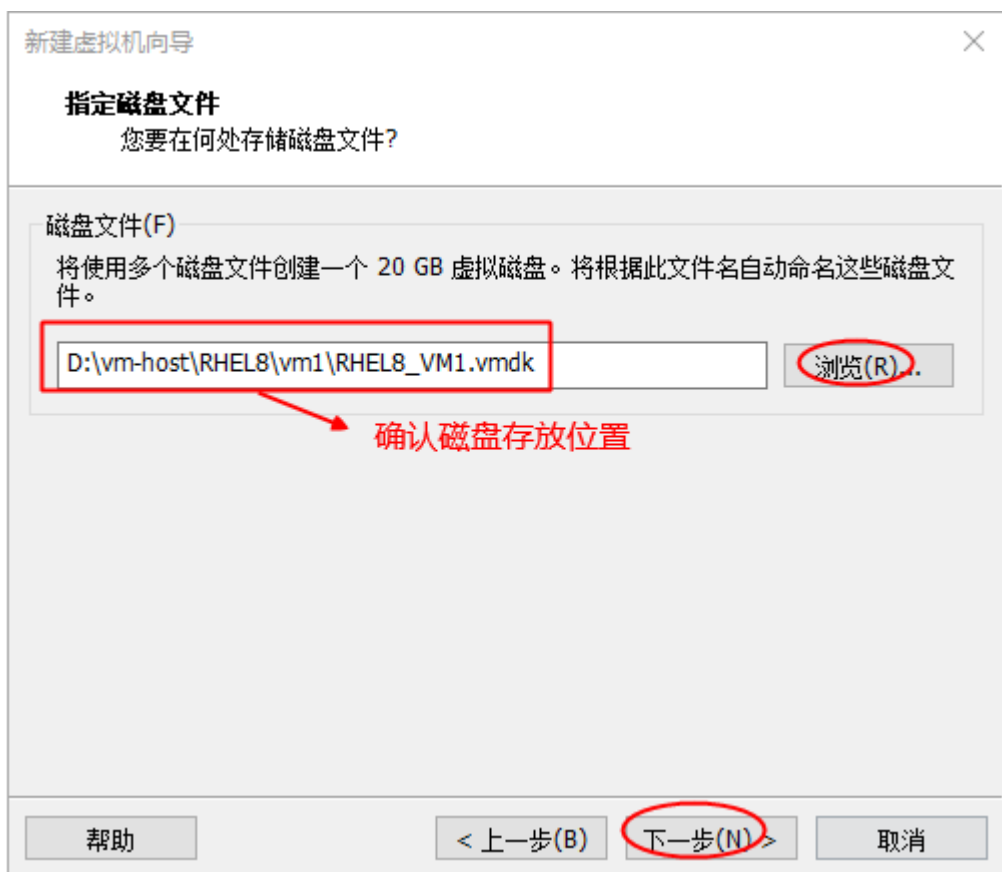 新建虚拟机向导
指定磁盘文件
您要在何处存储磁盘文件?
磁盘文件(F)
将使用多个磁盘文件创建一个 20 GB 虚拟磁盘。将根据此文件名自动命名这些磁盘文
件。
D:\vm-host\RHEL8\vm1\RHEL8_VM1.vmdk
浏览(R)...
确认磁盘存放位置
帮助
< 上一步(B)
下一步(N) >
取消